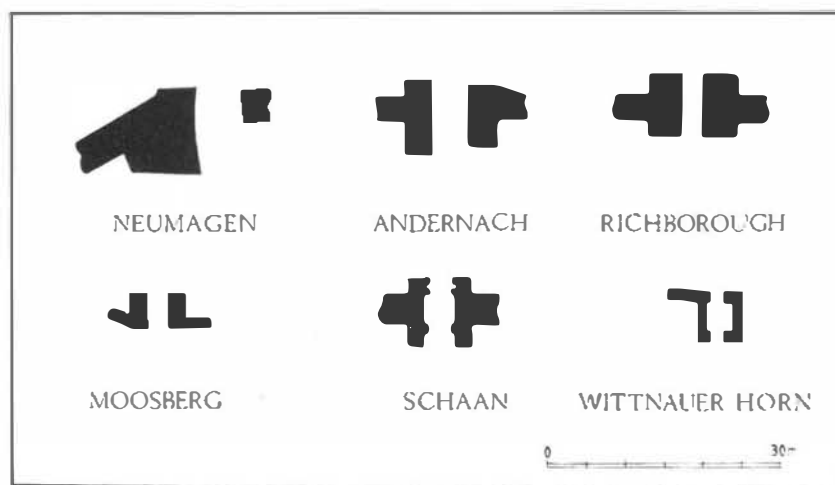 NEUMAGEN ANDERNACH RICHBOROUGH
MOOSBERG SCHAAN WITTNAUER HORN
0 30m